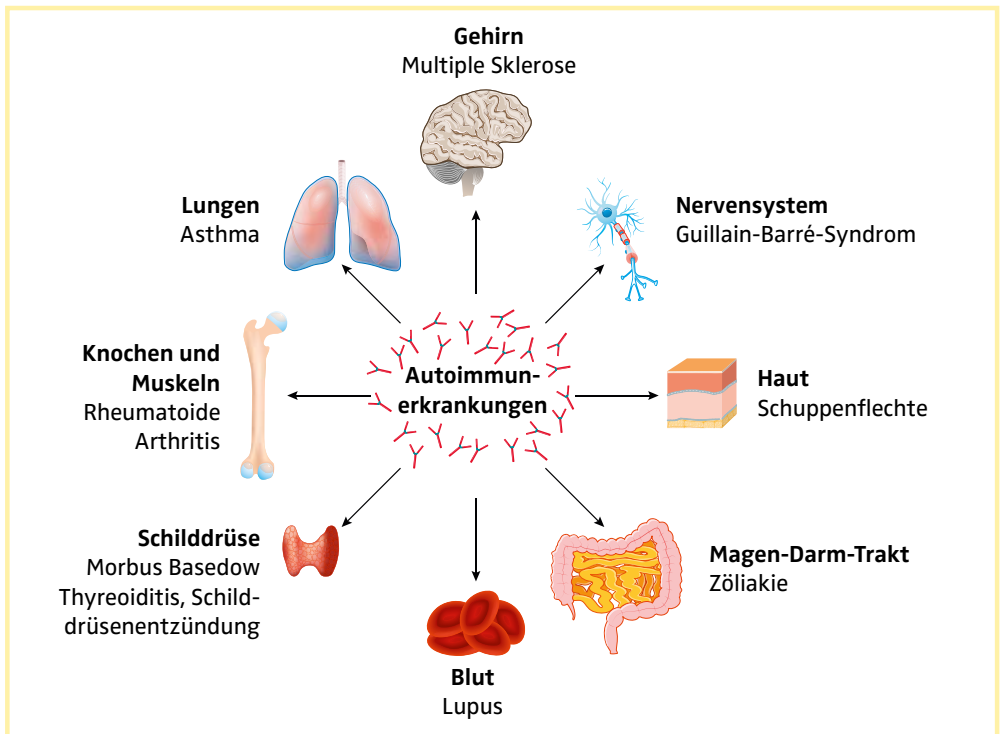 Gehirn
Multiple Sklerose
Lungen
Asthma
Nervensystem
Guillain-Barré-Syndrom
Knochen und
Muskeln
Rheumatoide
Arthritis
Autoimmun-
erkrankungen
Haut
Schuppenflechte
Schilddrüse
Morbus Basedow
Thyreoiditis, Schild-
drüsenentzündung
Magen-Darm-Trakt
Zöliakie
Blut
Lupus